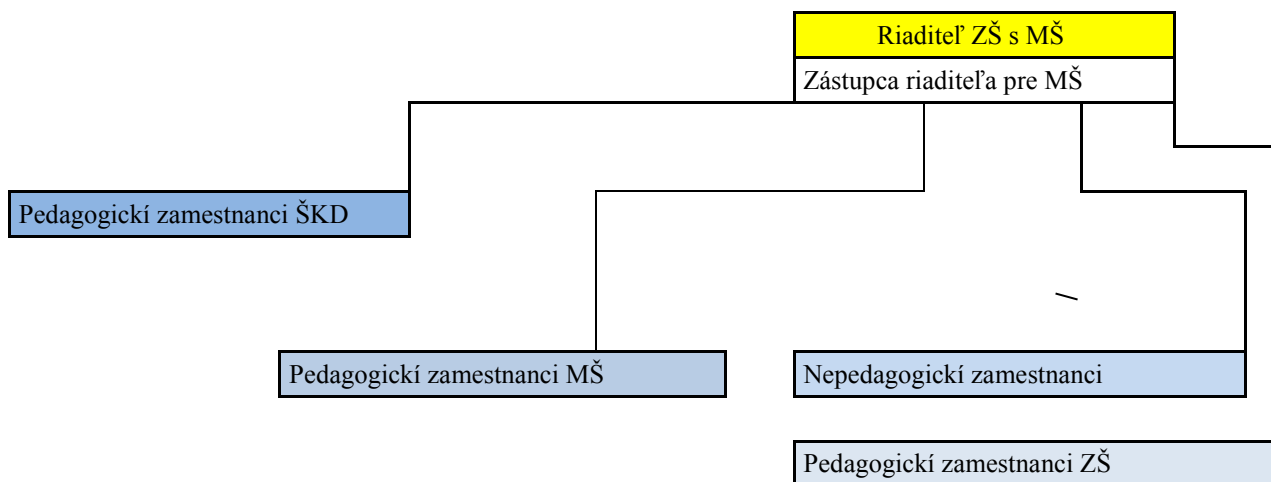 Riaditeľ ZŠ s MŠ
Zástupca riaditeľa pre MŠ
Pedagogickí zamestnanci ŠKD
Pedagogickí zamestnanci MŠ
Nepedagogickí zamestnanci
Pedagogickí zamestnanci ZŠ